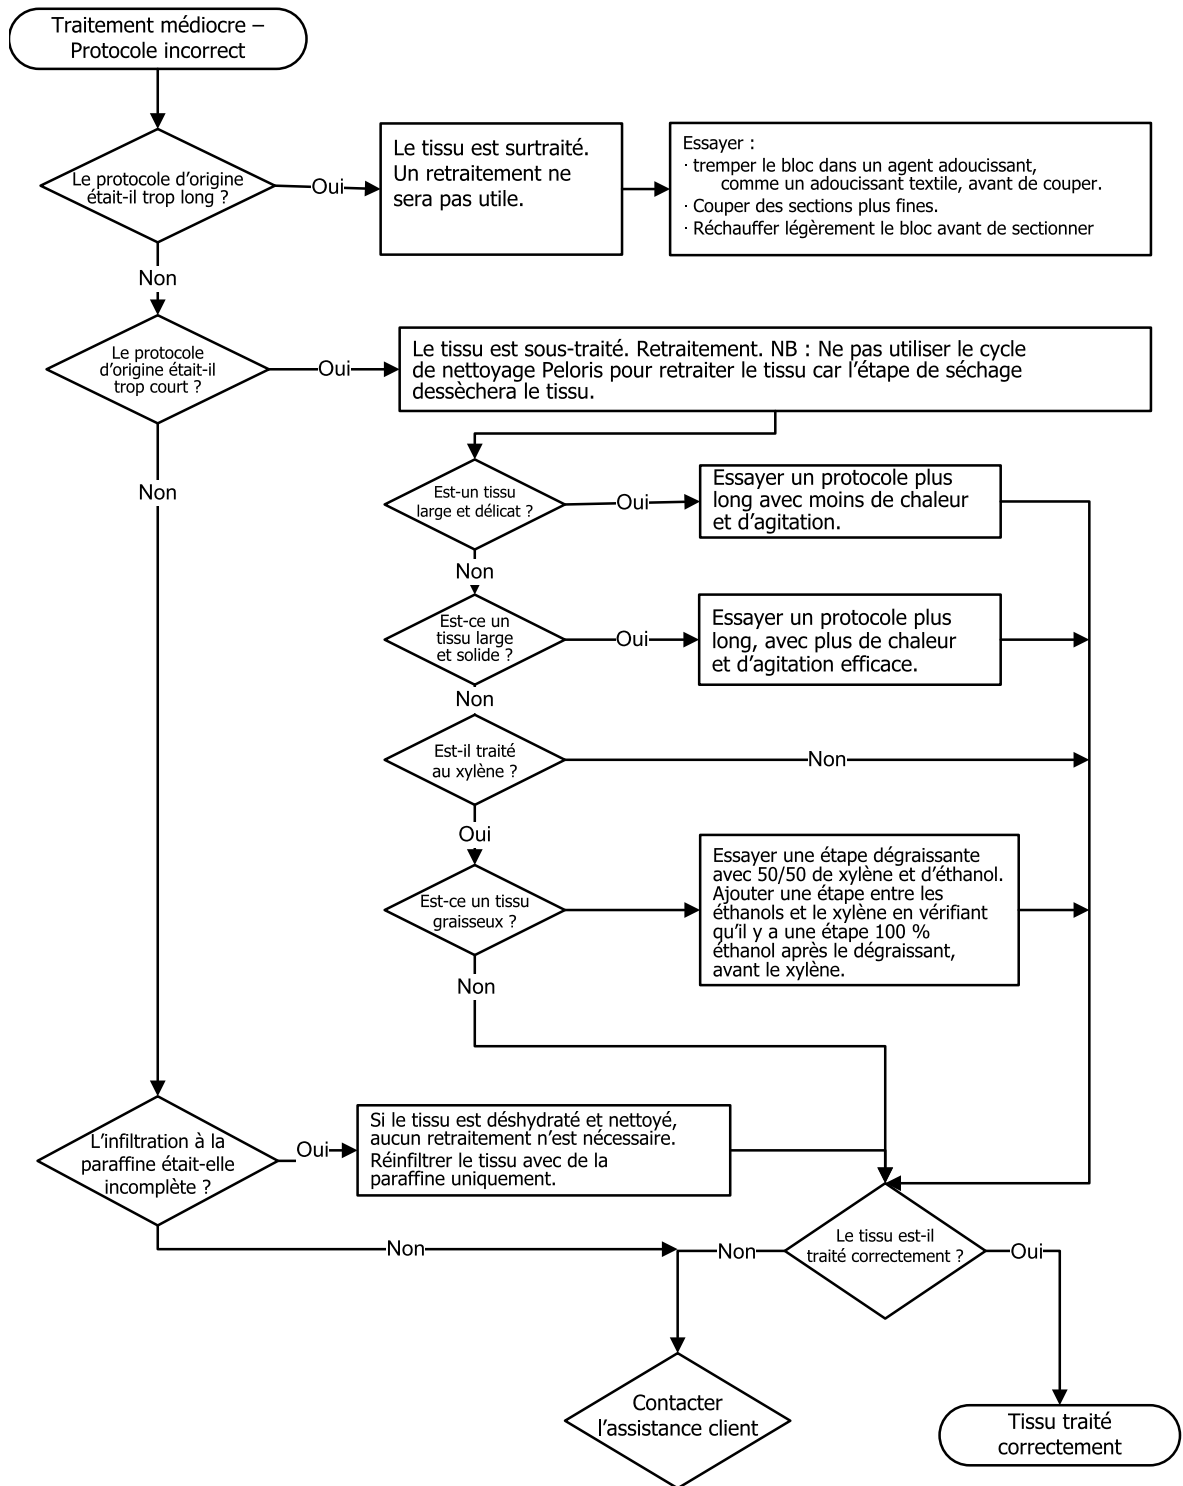 Traitement médiocre –
Protocole incorrect
Le protocole d’origine
était-il trop long ?
Oui
Le tissu est surtraité.
Un retraitement ne
sera pas utile.
Essayer :
· tremper le bloc dans un agent adoucissant,
comme un adoucissant textile, avant de couper.
· Couper des sections plus fines.
· Réchauffer légèrement le bloc avant de sectionner
Non
Le protocole
d’origine était-il
trop court ?
Oui
Le tissu est sous-traité. Retraitement. NB : Ne pas utiliser le cycle
de nettoyage Peloris pour retraiter le tissu car l’étape de séchage
dessèchera le tissu.
Non
Est-un tissu
large et délicat ?
Oui
Essayer un protocole plus
long avec moins de chaleur
et d’agitation.
Non
Est-ce un
tissu large
et solide ?
Oui
Essayer un protocole plus
long, avec plus de chaleur
et d’agitation efficace.
Non
Est-il traité
au xylène ?
Non
Oui
Est-ce un tissu
graisseux ?
Essayer une étape dégraissante
avec 50/50 de xylène et d’éthanol.
Ajouter une étape entre les
éthanols et le xylène en vérifiant
qu’il y a une étape 100 %
éthanol après le dégraissant,
avant le xylène.
Non
L’infiltration à la
paraffine était-elle
incomplète ?
Oui
Si le tissu est déshydraté et nettoyé,
aucun retraitement n’est nécessaire.
Réinfiltrer le tissu avec de la
paraffine uniquement.
Non
Le tissu est-il
traité correctement ?
Non
Oui
Contacter
l’assistance client
Tissu traité
correctement